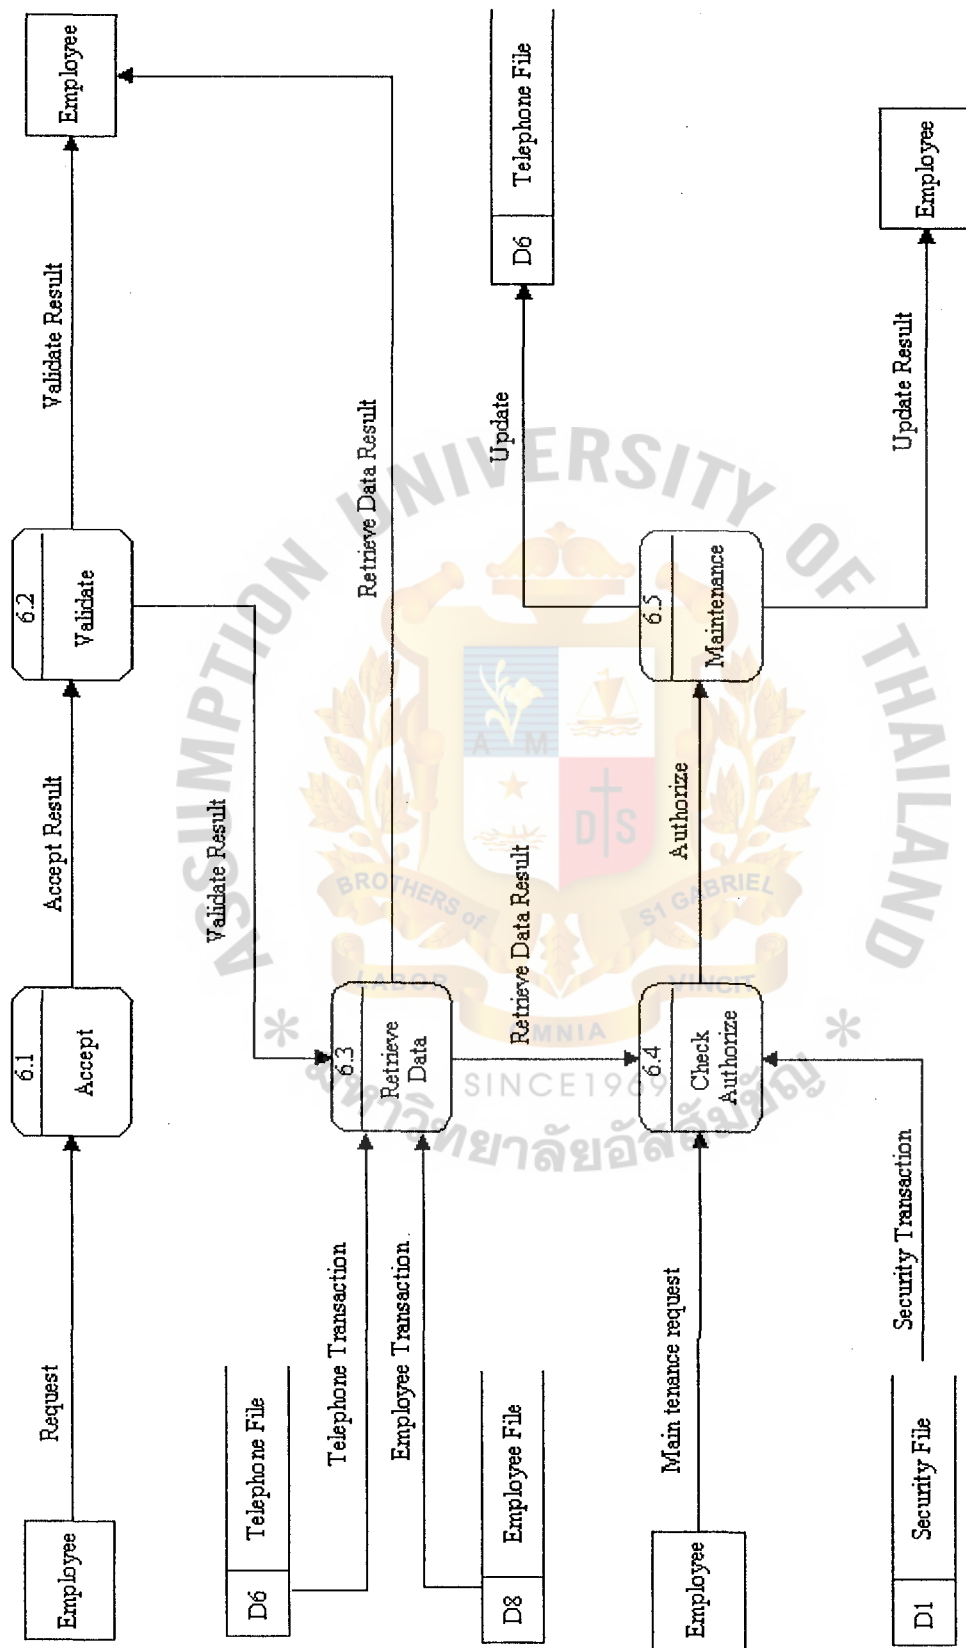 Employee
Request
6.1
Accept
Accept Result
6.2
Validate
Validate Result
Employee
Validate Result
D6
Telephone File
Telephone Transaction
Employee Transaction
D8
Employee File
6.3
Retrieve
Data
Retrieve Data Result
Retrieve Data Result
Employee
Main tenance request
6.4
Check
Authorize
Authorize
6.5
Maintenance
Update
D6
Telephone File
D1
Security File
Security Transaction
Update Result
Employee
ASSUMPTION UNIVERSITY OF THAILAND
A M
D S
BROTHERS of
S1 GABRIEL
LABOR
OMNIA
VINCIT
SINCE1969
มหาวิทยาลัยอัสสัมชัญ